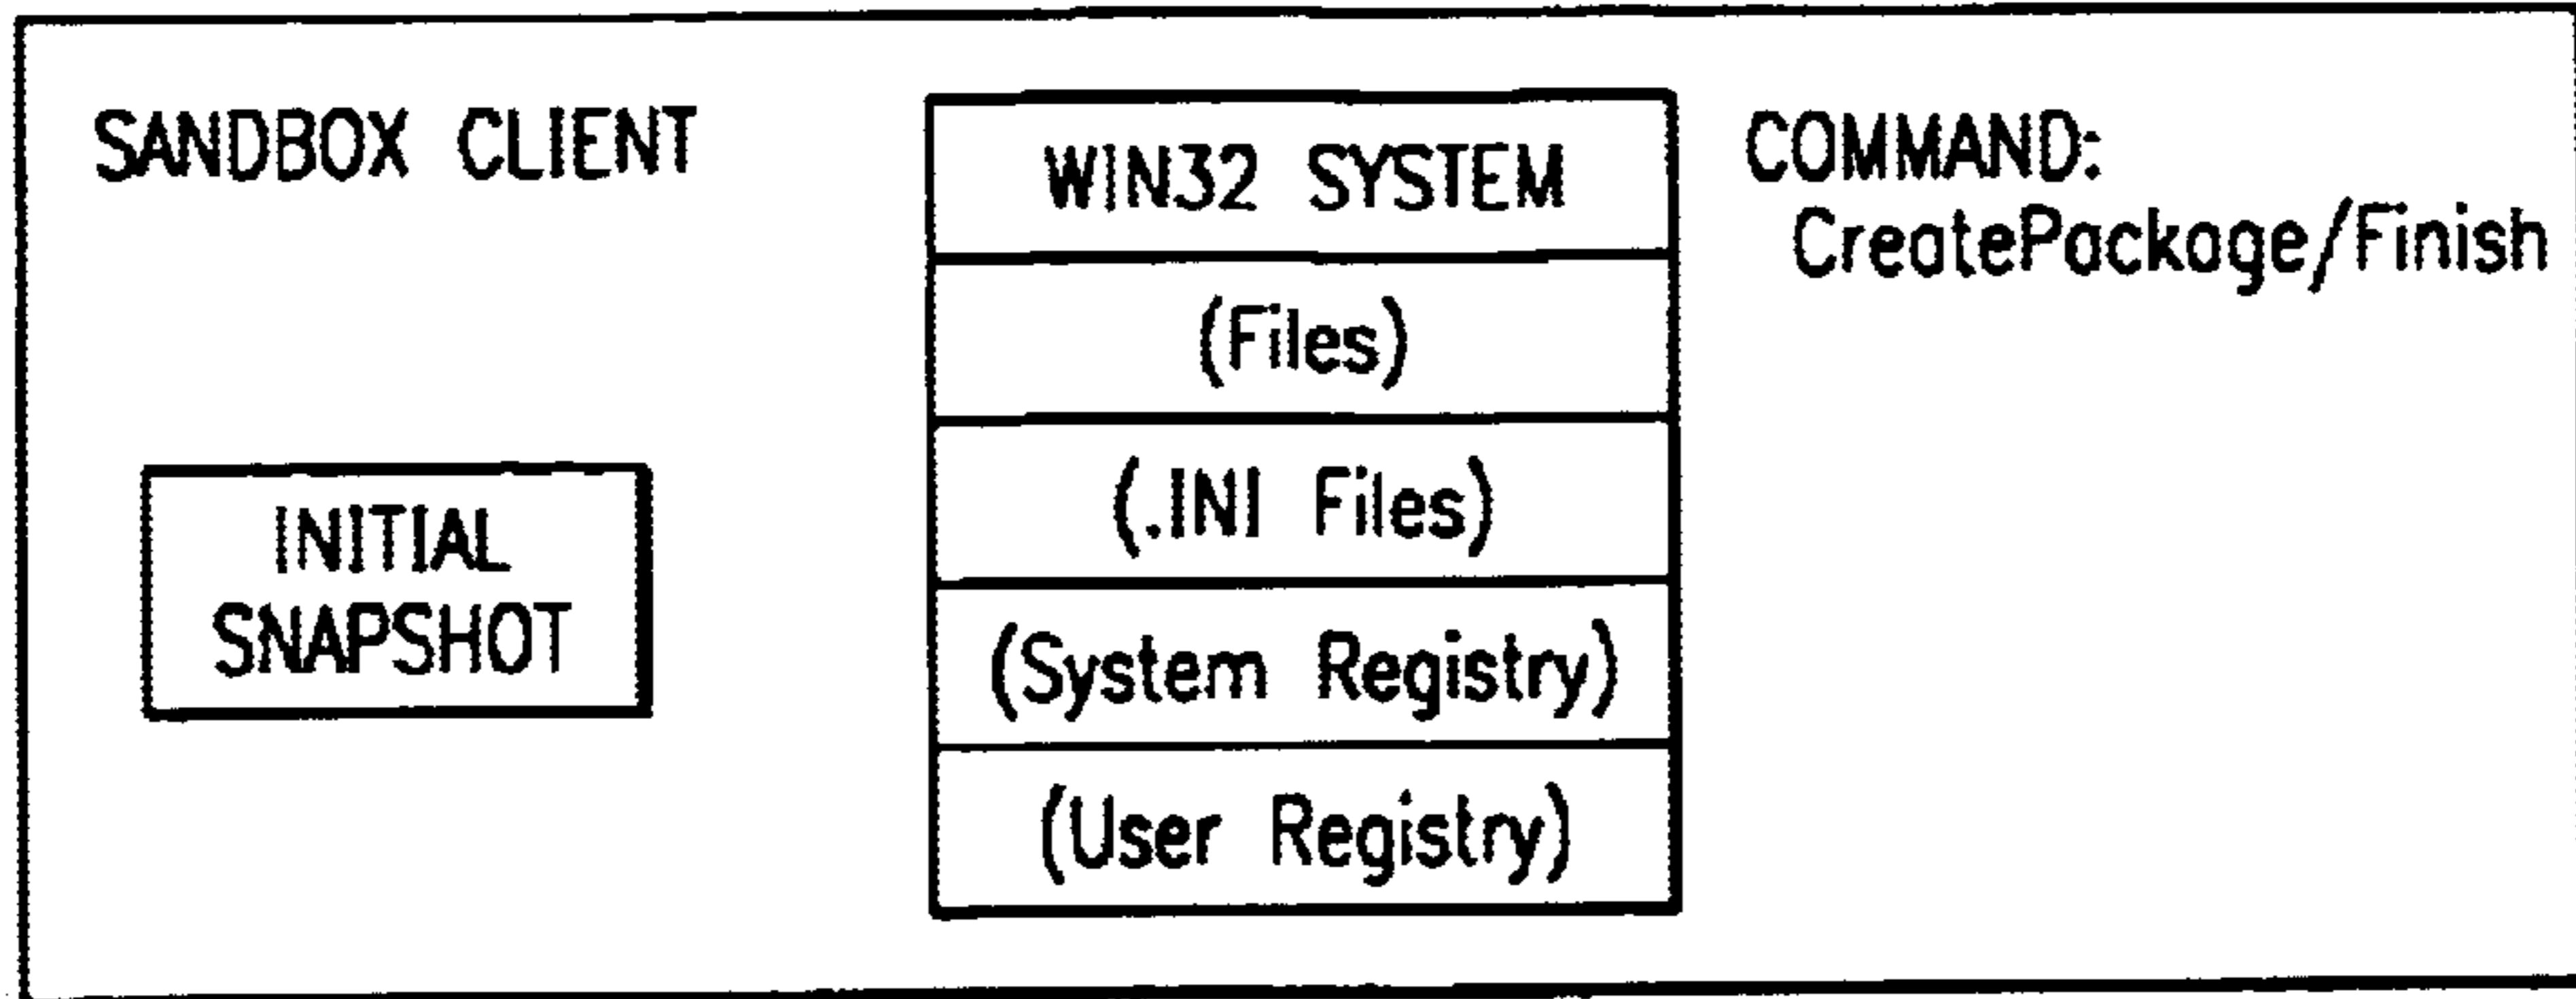 SANDBOX CLIENT
INITIAL
SNAPSHOT
WIN32 SYSTEM
(Files)
(.INI Files)
(System Registry)
(User Registry)
COMMAND:
CreatePackage/Finish